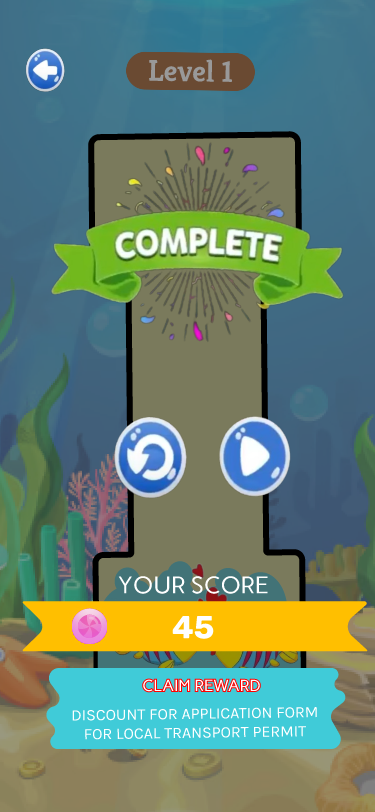 Level 1
COMPLETE
YOUR SCORE
45
CLAIM REWARD
DISCOUNT FOR APPLICATION FORM
FOR LOCAL TRANSPORT PERMIT